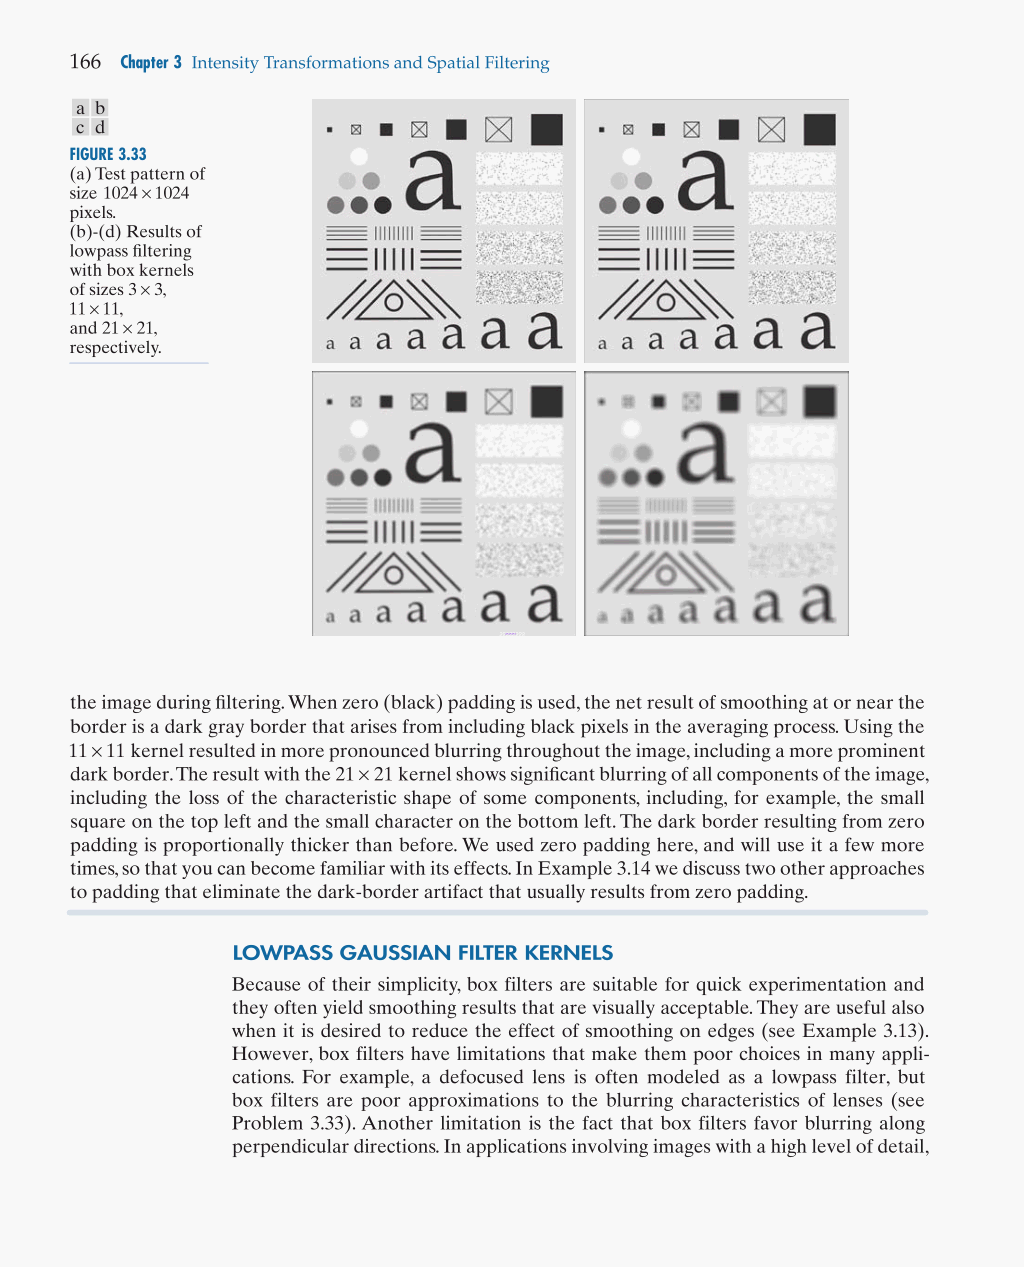 166 Chapter 3 Intensity Transformations and Spatial Filtering
a b
c d
FIGURE 3.33
(a) Test pattern of
size 1024 × 1024
pixels.
(b)-(d) Results of
lowpass filtering
with box kernels
of sizes 3 × 3,
11 × 11,
and 21 × 21,
respectively.
a
a a a a a a a
a
a a a a a a a
a
a a a a a a a
a
a a a a a a a
the image during filtering. When zero (black) padding is used, the net result of smoothing at or near the
border is a dark gray border that arises from including black pixels in the averaging process. Using the
11 × 11 kernel resulted in more pronounced blurring throughout the image, including a more prominent
dark border. The result with the 21 × 21 kernel shows significant blurring of all components of the image,
including the loss of the characteristic shape of some components, including, for example, the small
square on the top left and the small character on the bottom left. The dark border resulting from zero
padding is proportionally thicker than before. We used zero padding here, and will use it a few more
times, so that you can become familiar with its effects. In Example 3.14 we discuss two other approaches
to padding that eliminate the dark-border artifact that usually results from zero padding.
LOWPASS GAUSSIAN FILTER KERNELS
Because of their simplicity, box filters are suitable for quick experimentation and
they often yield smoothing results that are visually acceptable. They are useful also
when it is desired to reduce the effect of smoothing on edges (see Example 3.13).
However, box filters have limitations that make them poor choices in many appli-
cations. For example, a defocused lens is often modeled as a lowpass filter, but
box filters are poor approximations to the blurring characteristics of lenses (see
Problem 3.33). Another limitation is the fact that box filters favor blurring along
perpendicular directions. In applications involving images with a high level of detail,